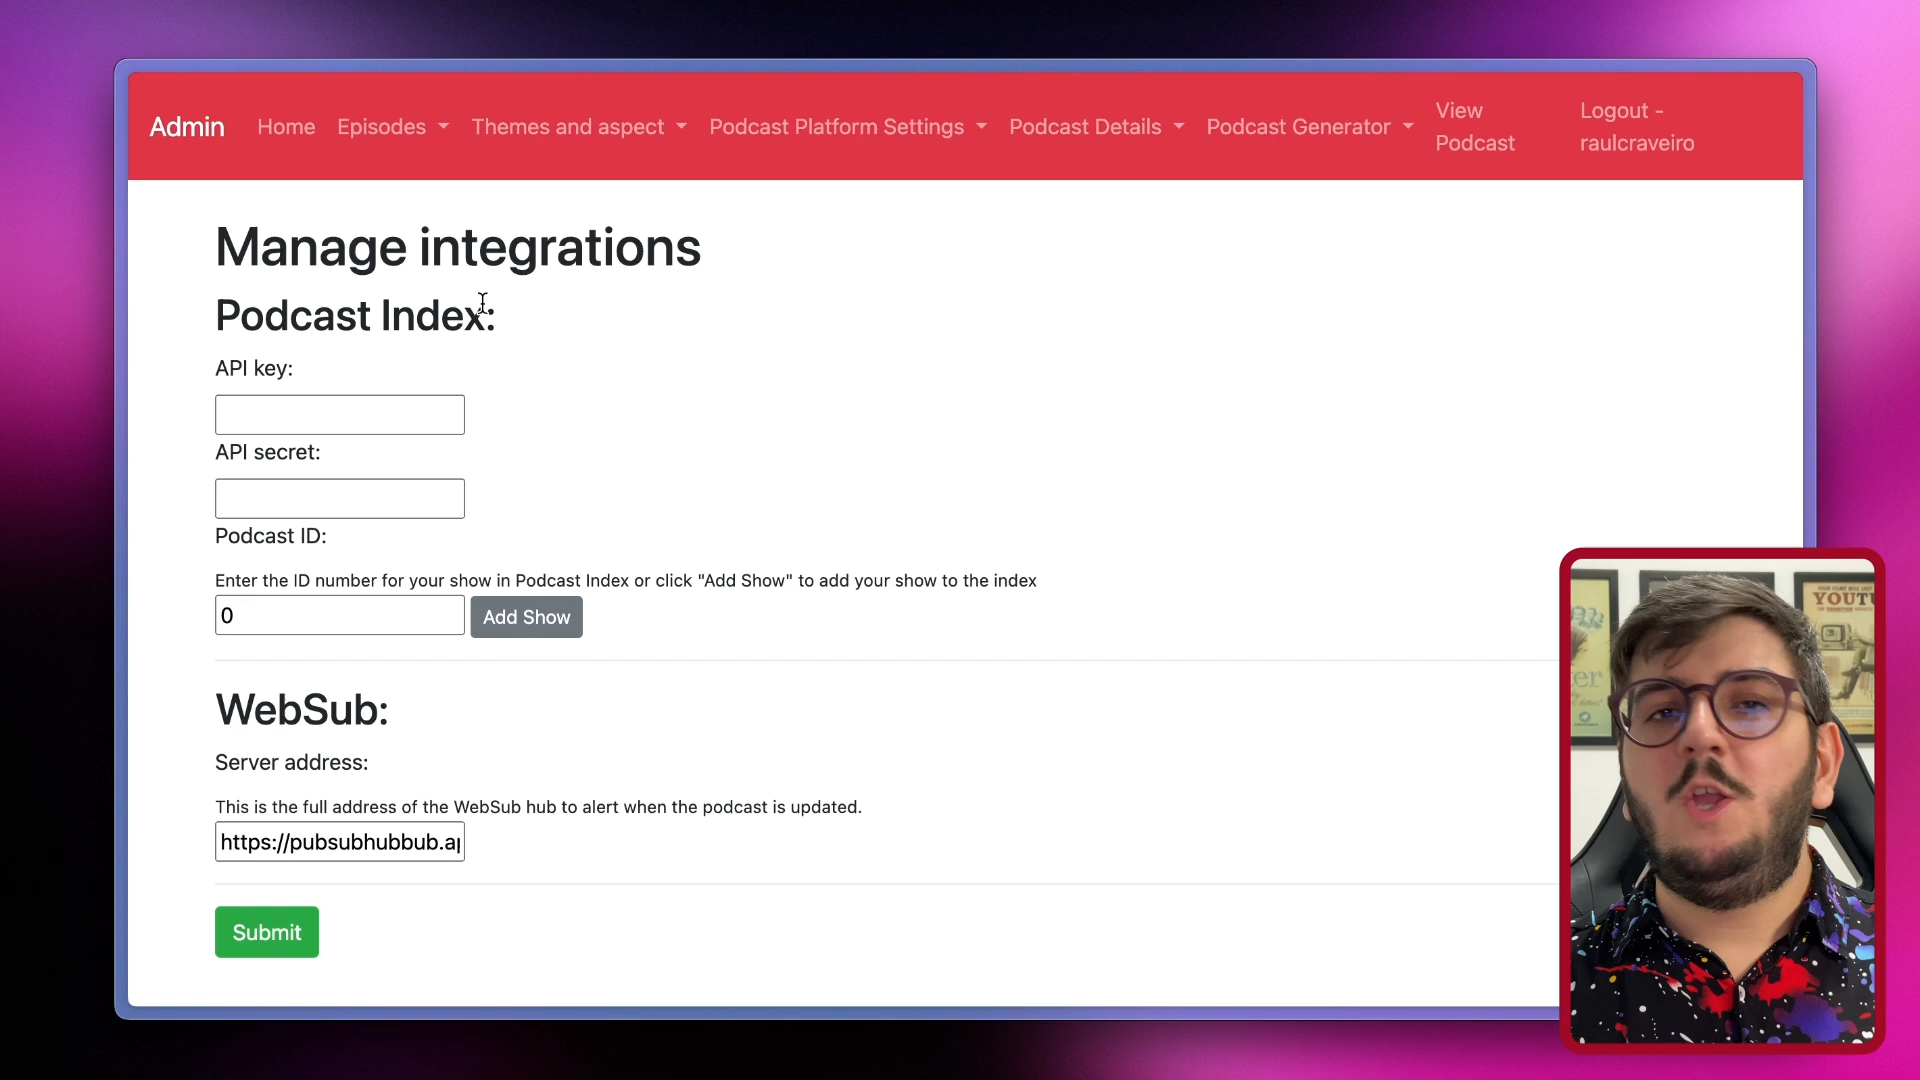 Admin
Home
Episodes
Themes and aspect
Podcast Platform Settings
Podcast Details
Podcast Generator
View
Podcast
Logout -
raulcraveiro
Manage integrations
Podcast Index:
API key:
API secret:
Podcast ID:
Enter the ID number for your show in Podcast Index or click "Add Show" to add your show to the index
0
Add Show
WebSub:
Server address:
This is the full address of the WebSub hub to alert when the podcast is updated.
https://pubsubhubbub.a
Submit
YOUTU